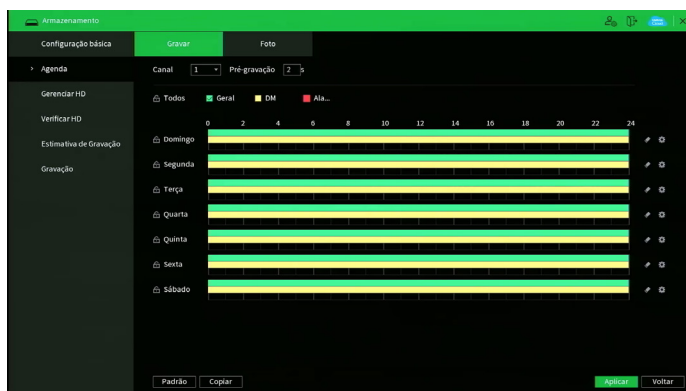 Armazenamento
Configuração básica
Gravar
Foto
Agenda
Canal 1 Pré-gravação 2 s
Gerenciar HD
Todos Geral DM Ala...
Verificar HD
0 2 4 6 8 10 12 14 16 18 20 22 24
Estimativa de Gravação
Domingo
Gravação
Segunda
Terça
Quarta
Quinta
Sexta
Sábado
Padrão Copiar Aplicar Voltar